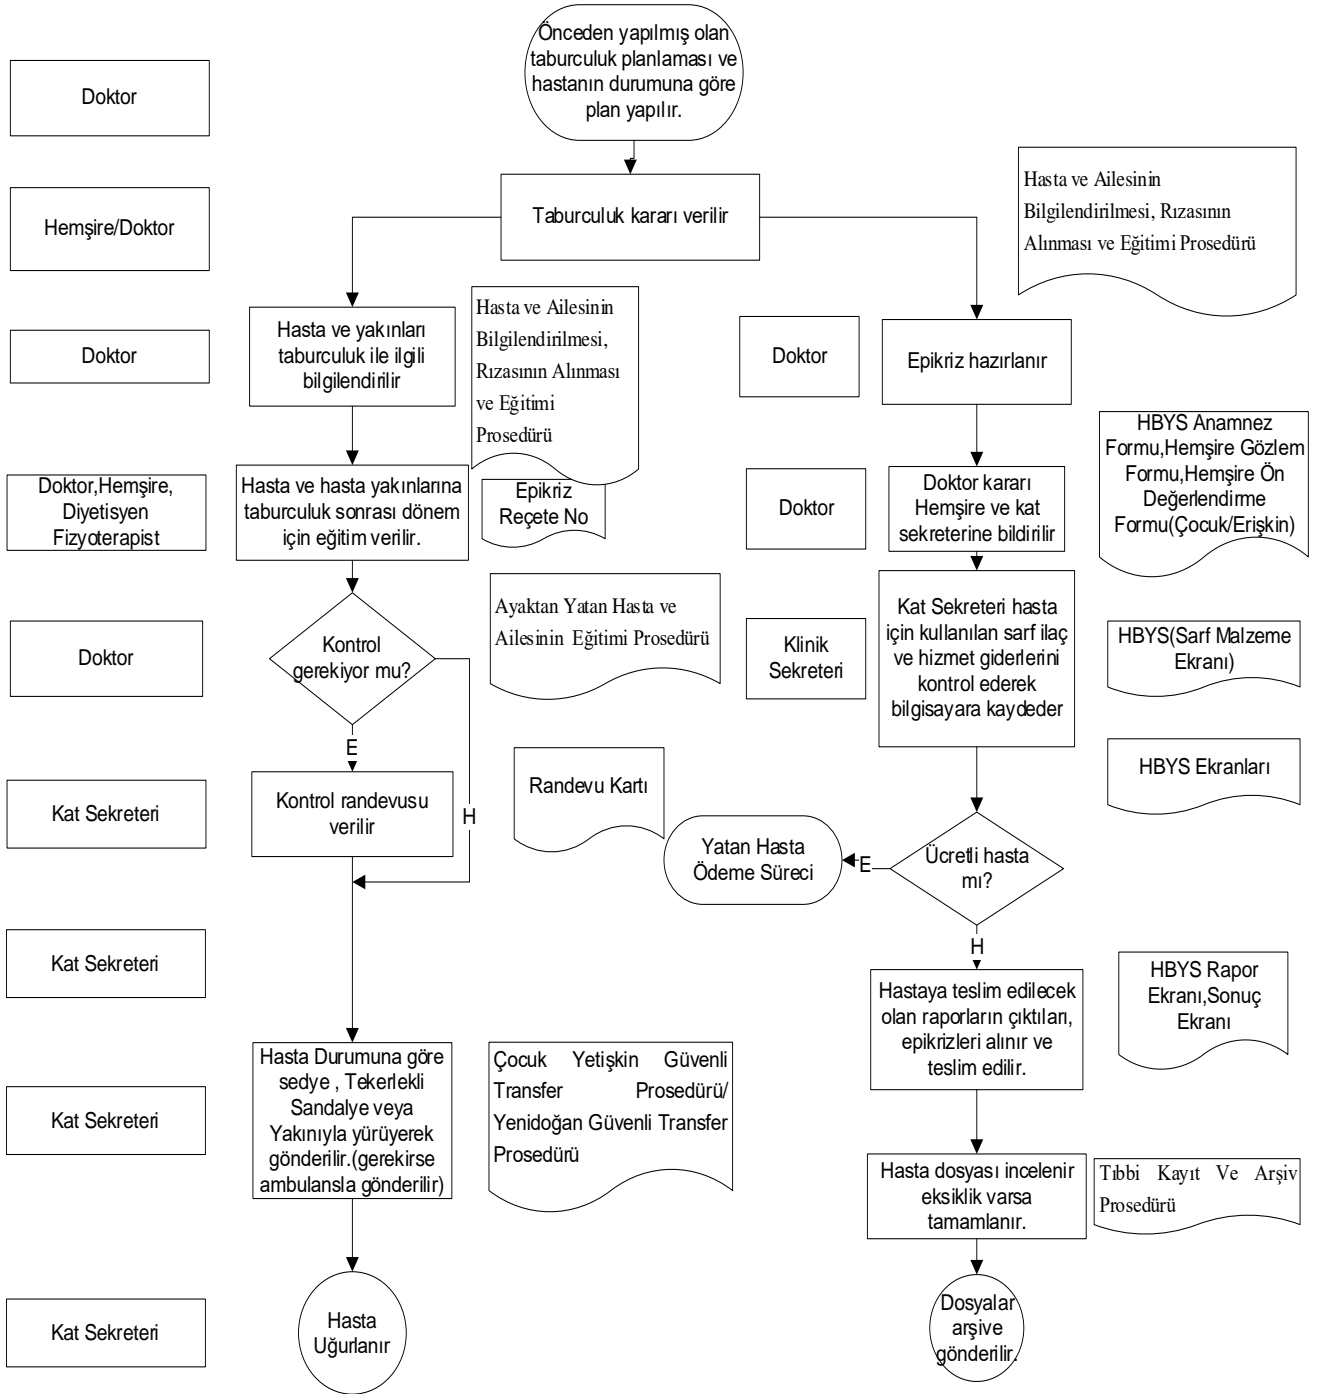 Önceden yapılmış olan
taburculuk planlaması ve
hastanın durumuna göre
plan yapılır.
Doktor
Hemşire/Doktor
Taburculuk kararı verilir
Hasta ve Ailesinin
Bilgilendirilmesi, Rızasının
Alınması ve Eğitimi Prosedürü
Doktor
Hasta ve yakınları
taburculuk ile ilgili
bilgilendirilir
Hasta ve Ailesinin
Bilgilendirilmesi,
Rızasının Alınması
ve Eğitimi
Prosedürü
Doktor
Epikriz hazırlanır
Doktor,Hemşire,
Diyetisyen
Fizyoterapist
Hasta ve hasta yakınlarına
taburculuk sonrası dönem
için eğitim verilir.
Epikriz
Reçete No
Doktor
Doktor kararı
Hemşire ve kat
sekreterine bildirilir
HBYS Anamnez
Formu,Hemşire Gözlem
Formu,Hemşire Ön
Değerlendirme
Formu(Çocuk/Erişkin)
Doktor
Kontrol
gerekiyor mu?
Ayaktan Yatan Hasta ve
Ailesinin Eğitimi Prosedürü
Klinik
Sekreteri
Kat Sekreteri hasta
için kullanılan sarf ilaç
ve hizmet giderlerini
kontrol ederek
bilgisayara kaydeder
HBYS(Sarf Malzeme
Ekranı)
E
H
Kat Sekreteri
Kontrol randevusu
verilir
Randevu Kartı
HBYS Ekranları
Yatan Hasta
Ödeme Süreci
E
Ücretli hasta
mı?
H
Kat Sekreteri
Hastaya teslim edilecek
olan raporların çıktıları,
epikrizleri alınır ve
teslim edilir.
HBYS Rapor
Ekranı,Sonuç
Ekranı
Kat Sekreteri
Hasta Durumuna göre
sedye , Tekerlekli
Sandalye veya
Yakınıyla yürüyerek
gönderilir.(gerekirse
ambulansla gönderilir)
Çocuk Yetişkin Güvenli
Transfer Prosedürü/
Yenidoğan Güvenli Transfer
Prosedürü
Hasta dosyası incelenir
eksiklik varsa
tamamlanır.
Tıbbi Kayıt Ve Arşiv
Prosedürü
Kat Sekreteri
Hasta
Uğurlanır
Dosyalar
arşive
gönderilir.